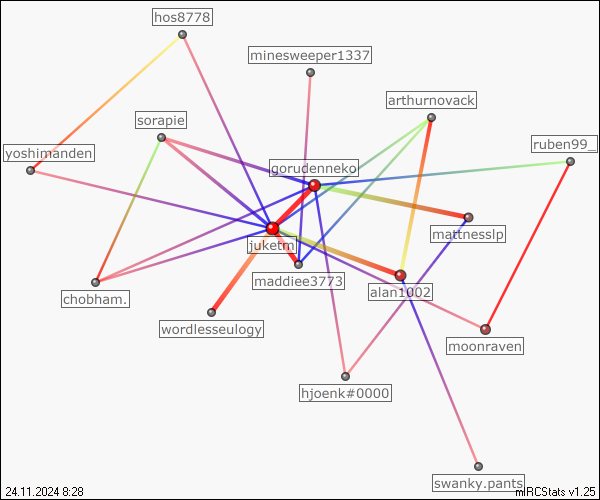 hos8778
minesweeper1337
arthurnovack
sorapie
ruben99_
yoshimanden
gorudenneko
mattnesslp
juketm
maddiee3773
alan1002
chobham.
wordlesseulogy
moonraven
hjoenk#0000
swanky.pants
24.11.2024 8:28
mIRCStats v1.25